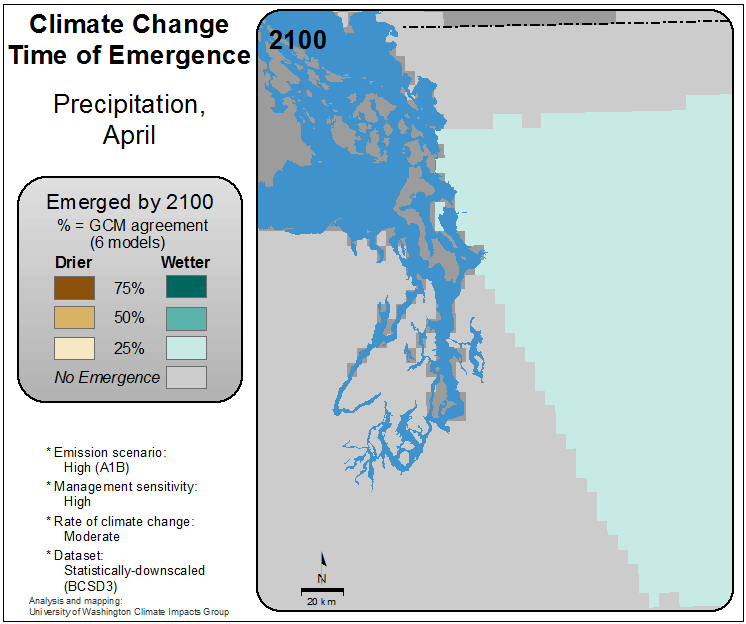 Climate Change
Time of Emergence
Precipitation,
April
Emerged by 2100
% = GCM agreement
(6 models)
Drier Wetter
75%
50%
25%
No Emergence
* Emission scenario:
High (A1B)
* Management sensitivity:
High
* Rate of climate change:
Moderate
* Dataset:
Statistically-downscaled
(BCSD3)
Analysis and mapping:
University of Washington Climate Impacts Group
2100
N
20 km